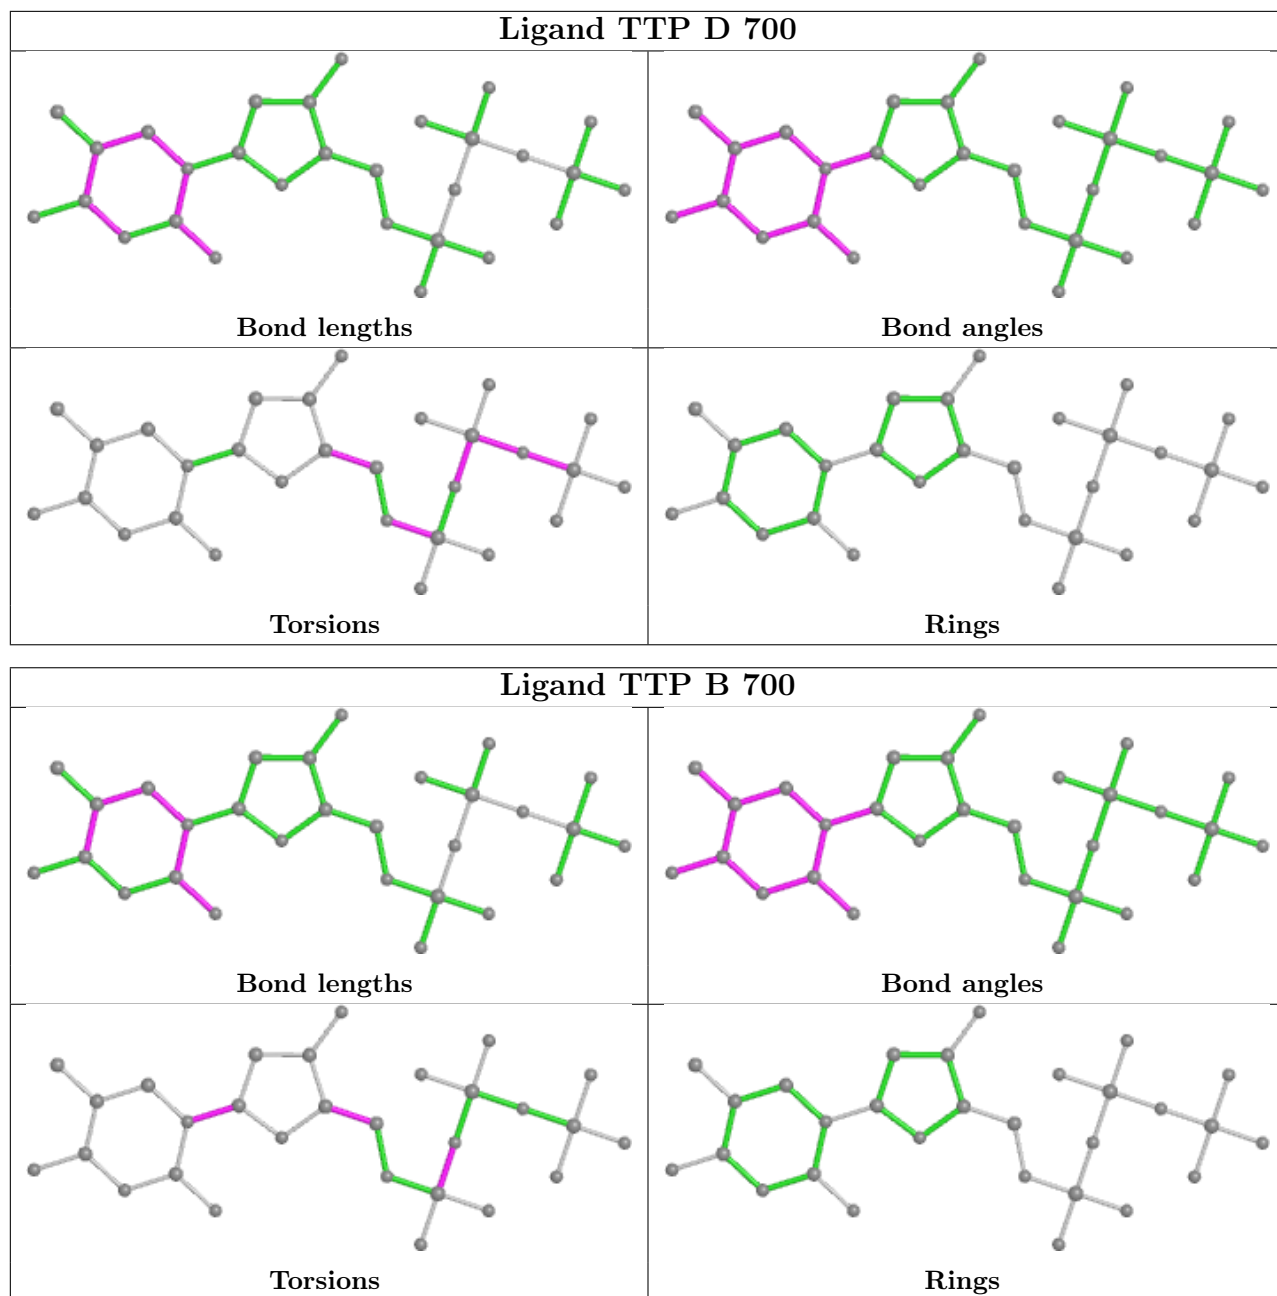 Ligand TTP D 700
Bond lengths
Bond angles
Torsions
Rings
Ligand TTP B 700
Bond lengths
Bond angles
Torsions
Rings